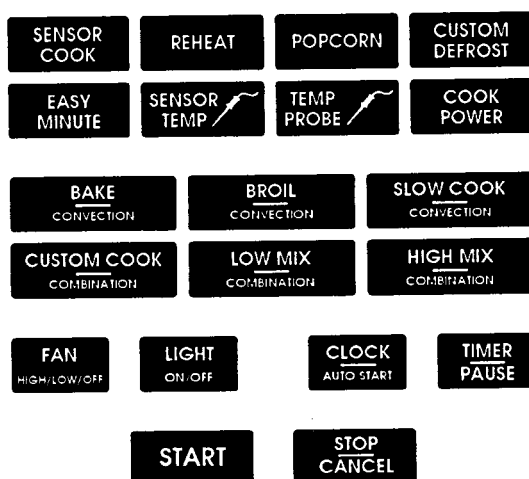 SENSOR
COOK
REHEAT
POPCORN
CUSTOM
DEFROST
EASY
MINUTE
SENSOR
TEMP
TEMP
PROBE
COOK
POWER
BAKE
CONVECTION
BROIL
CONVECTION
SLOW COOK
CONVECTION
CUSTOM COOK
COMBINATION
LOW MIX
COMBINATION
HIGH MIX
COMBINATION
FAN
HIGH/LOW/OFF
LIGHT
ON/OFF
CLOCK
AUTO START
TIMER
PAUSE
START
STOP
CANCEL